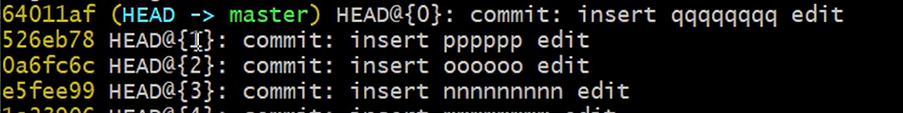 64011af (HEAD -> master) HEAD@{0}: commit: insert qqqqqqqq edit
526eb78 HEAD@{1}: commit: insert pppppp edit
0a6fc6c HEAD@{2}: commit: insert oooooo edit
e5fee99 HEAD@{3}: commit: insert nnnnnnnnn edit